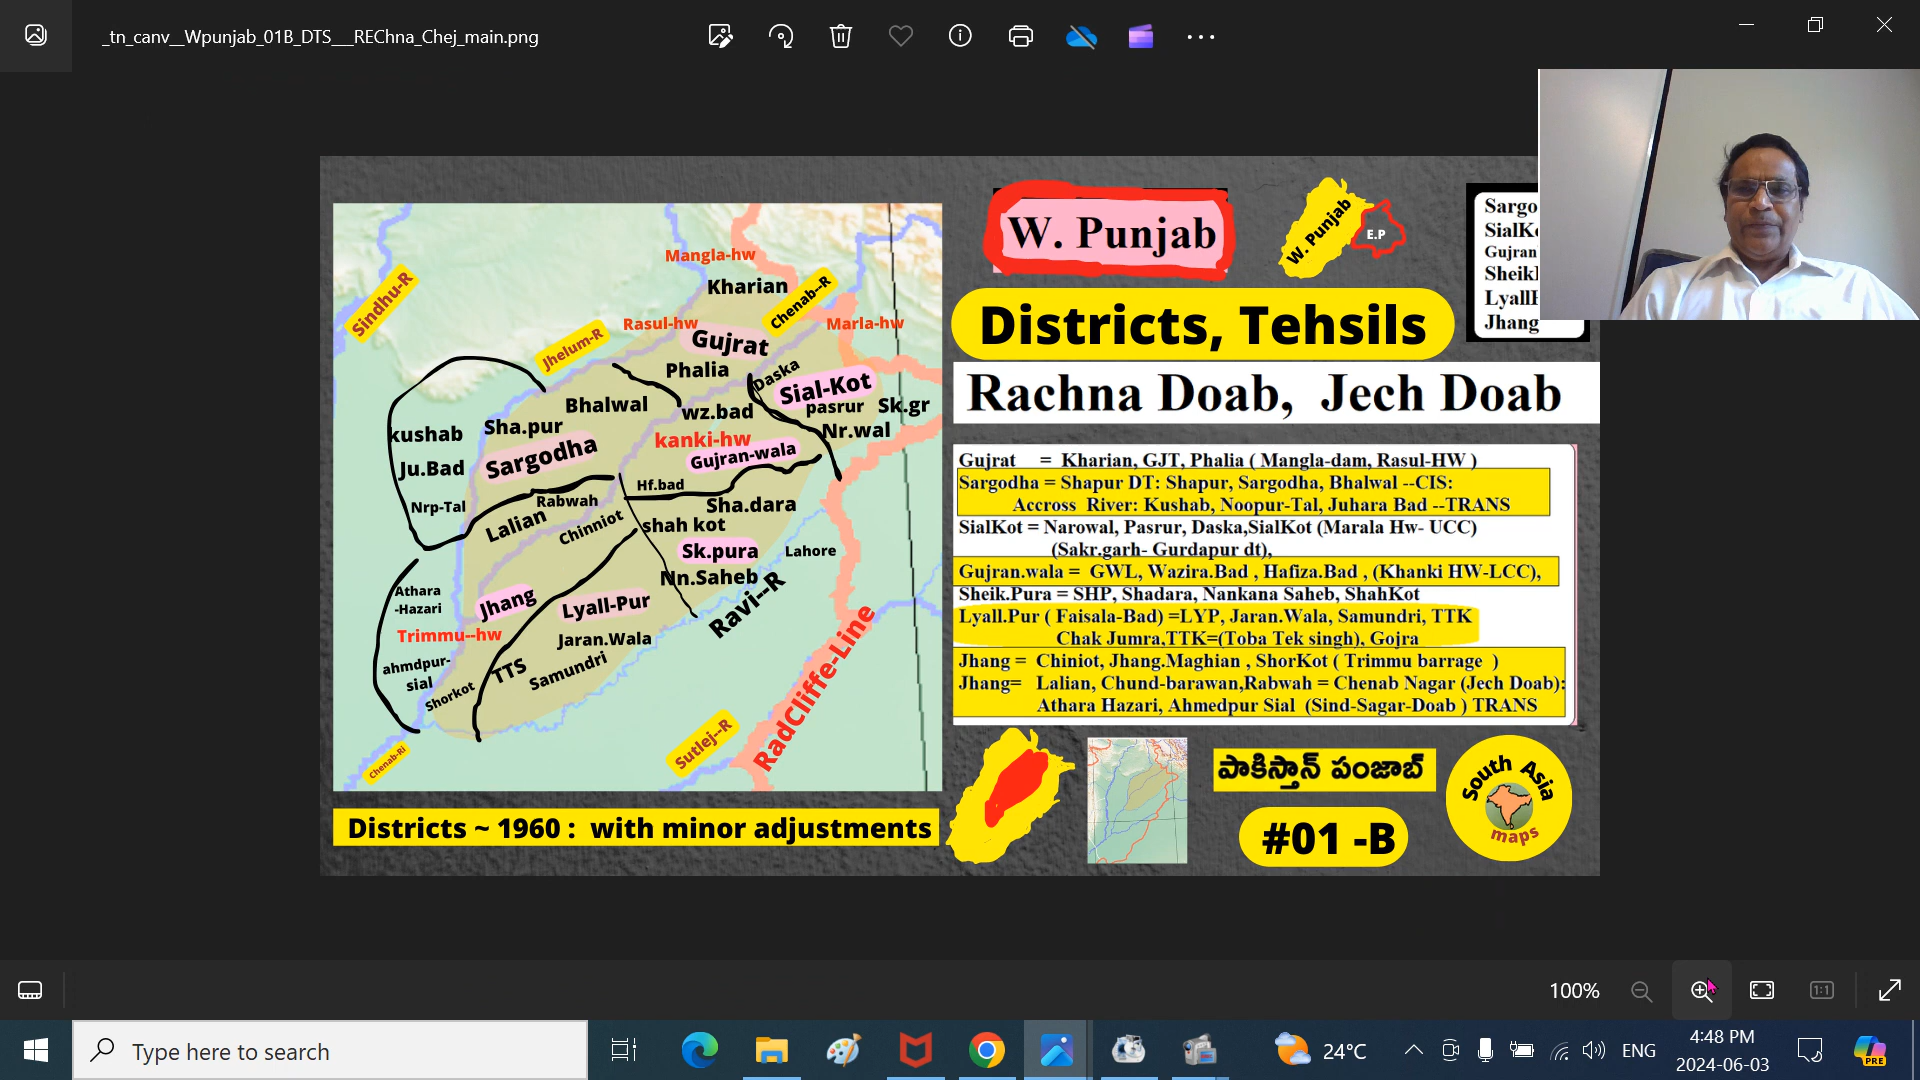 _tn_canv__Wpunjab_01B_DTS___REChna_Chej_main.png
W. Punjab
W. Punjab
E.P
Sargo
SialK
Gujran
Sheik
Lyall
Jhang
Districts, Tehsils
Rachna Doab, Jech Doab
Mangla-hw
Kharian
Sindhu-R
Chenab--R
Jhelum-R
Rasul-hw
Gujrat
Marla-hw
Phalia
Daska
Sial-Kot
Bhalwal
wz.bad
pasrur
Sk.gr
kushab
Sha.pur
Nr.wal
kanki-hw
Sargodha
Gujran-wala
Ju.Bad
Hf.bad
Nrp-Tal
Rabwah
Sha.dara
Lalian
Chinniot
shah kot
Sk.pura
Lahore
Nn.Saheb
Athara
-Hazari
Jhang
Lyall-Pur
Ravi--R
Trimmu--hw
Jaran.Wala
ahmdpur-
sial
TTS
Samundri
Shorkot
RadCliffe-Line
Sutlej--R
Chenab-Ri
Districts ~ 1960 : with minor adjustments
Gujrat = Kharian, GJT, Phalia ( Mangla-dam, Rasul-HW )
Sargodha = Shapur DT: Shapur, Sargodha, Bhalwal --CIS:
Accross River: Kushab, Noopur-Tal, Juhara Bad --TRANS
SialKot = Narowal, Pasrur, Daska,SialKot (Marala Hw- UCC)
(Sakr.garh- Gurdapur dt),
Gujran.wala = GWL, Wazira.Bad , Hafiza.Bad , (Khanki HW-LCC),
Sheik.Pura = SHP, Shadara, Nankana Saheb, ShahKot
Lyall.Pur ( Faisala-Bad) =LYP, Jaran.Wala, Samundri, TTK
Chak Jumra,TTK=(Toba Tek singh), Gojra
Jhang = Chiniot, Jhang.Maghian , ShorKot ( Trimmu barrage )
Jhang= Lalian, Chund-barawan,Rabwah = Chenab Nagar (Jech Doab):
Athara Hazari, Ahmedpur Sial (Sind-Sagar-Doab ) TRANS
పాకిస్తాన్ పంజాబ్
#01 -B
South Asia
maps
100%
1:1
Type here to search
24°C
ENG
4:48 PM
2024-06-03
PRE